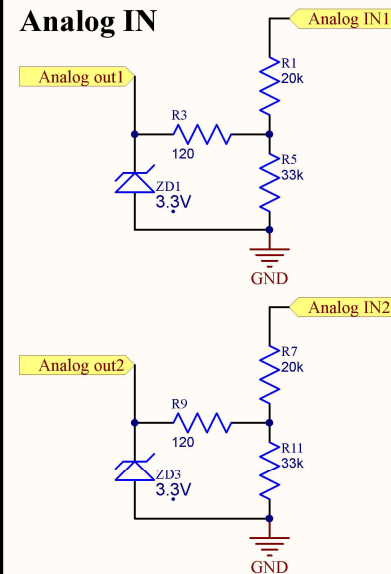 Analog IN
Analog IN1
Analog out1
R1
20k
R3
120
R5
33k
ZD1
3.3V
GND
Analog IN2
Analog out2
R7
20k
R9
120
R11
33k
ZD3
3.3V
GND